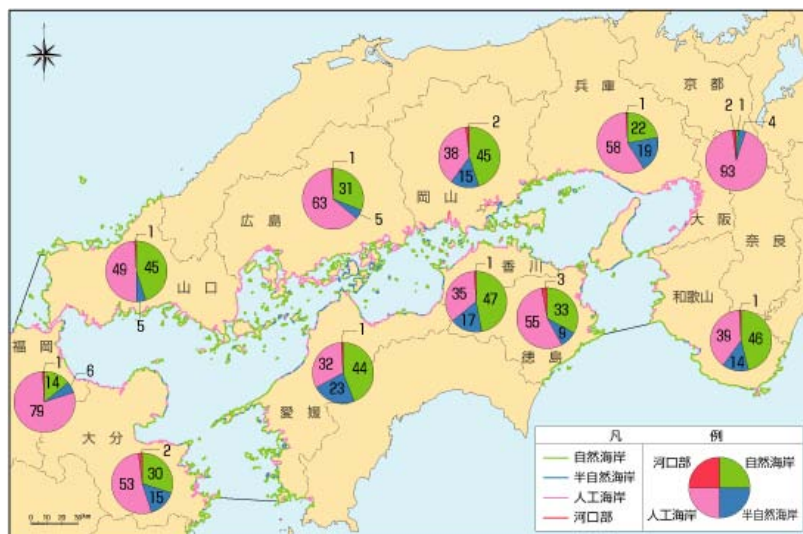 兵庫
京都
1
2
1
4
22
58
19
93
2
38
45
15
岡山
1
31
63
5
広島
大阪
奈良
1
49
45
5
山口
香川
1
35
47
17
3
33
55
9
徳島
和歌山
1
39
46
14
福岡
1
14
6
79
1
32
44
23
愛媛
大分
2
30
53
15
凡例
自然海岸
半自然海岸
人工海岸
河口部
河口部
自然海岸
人工海岸
半自然海岸
0 10 20 30km